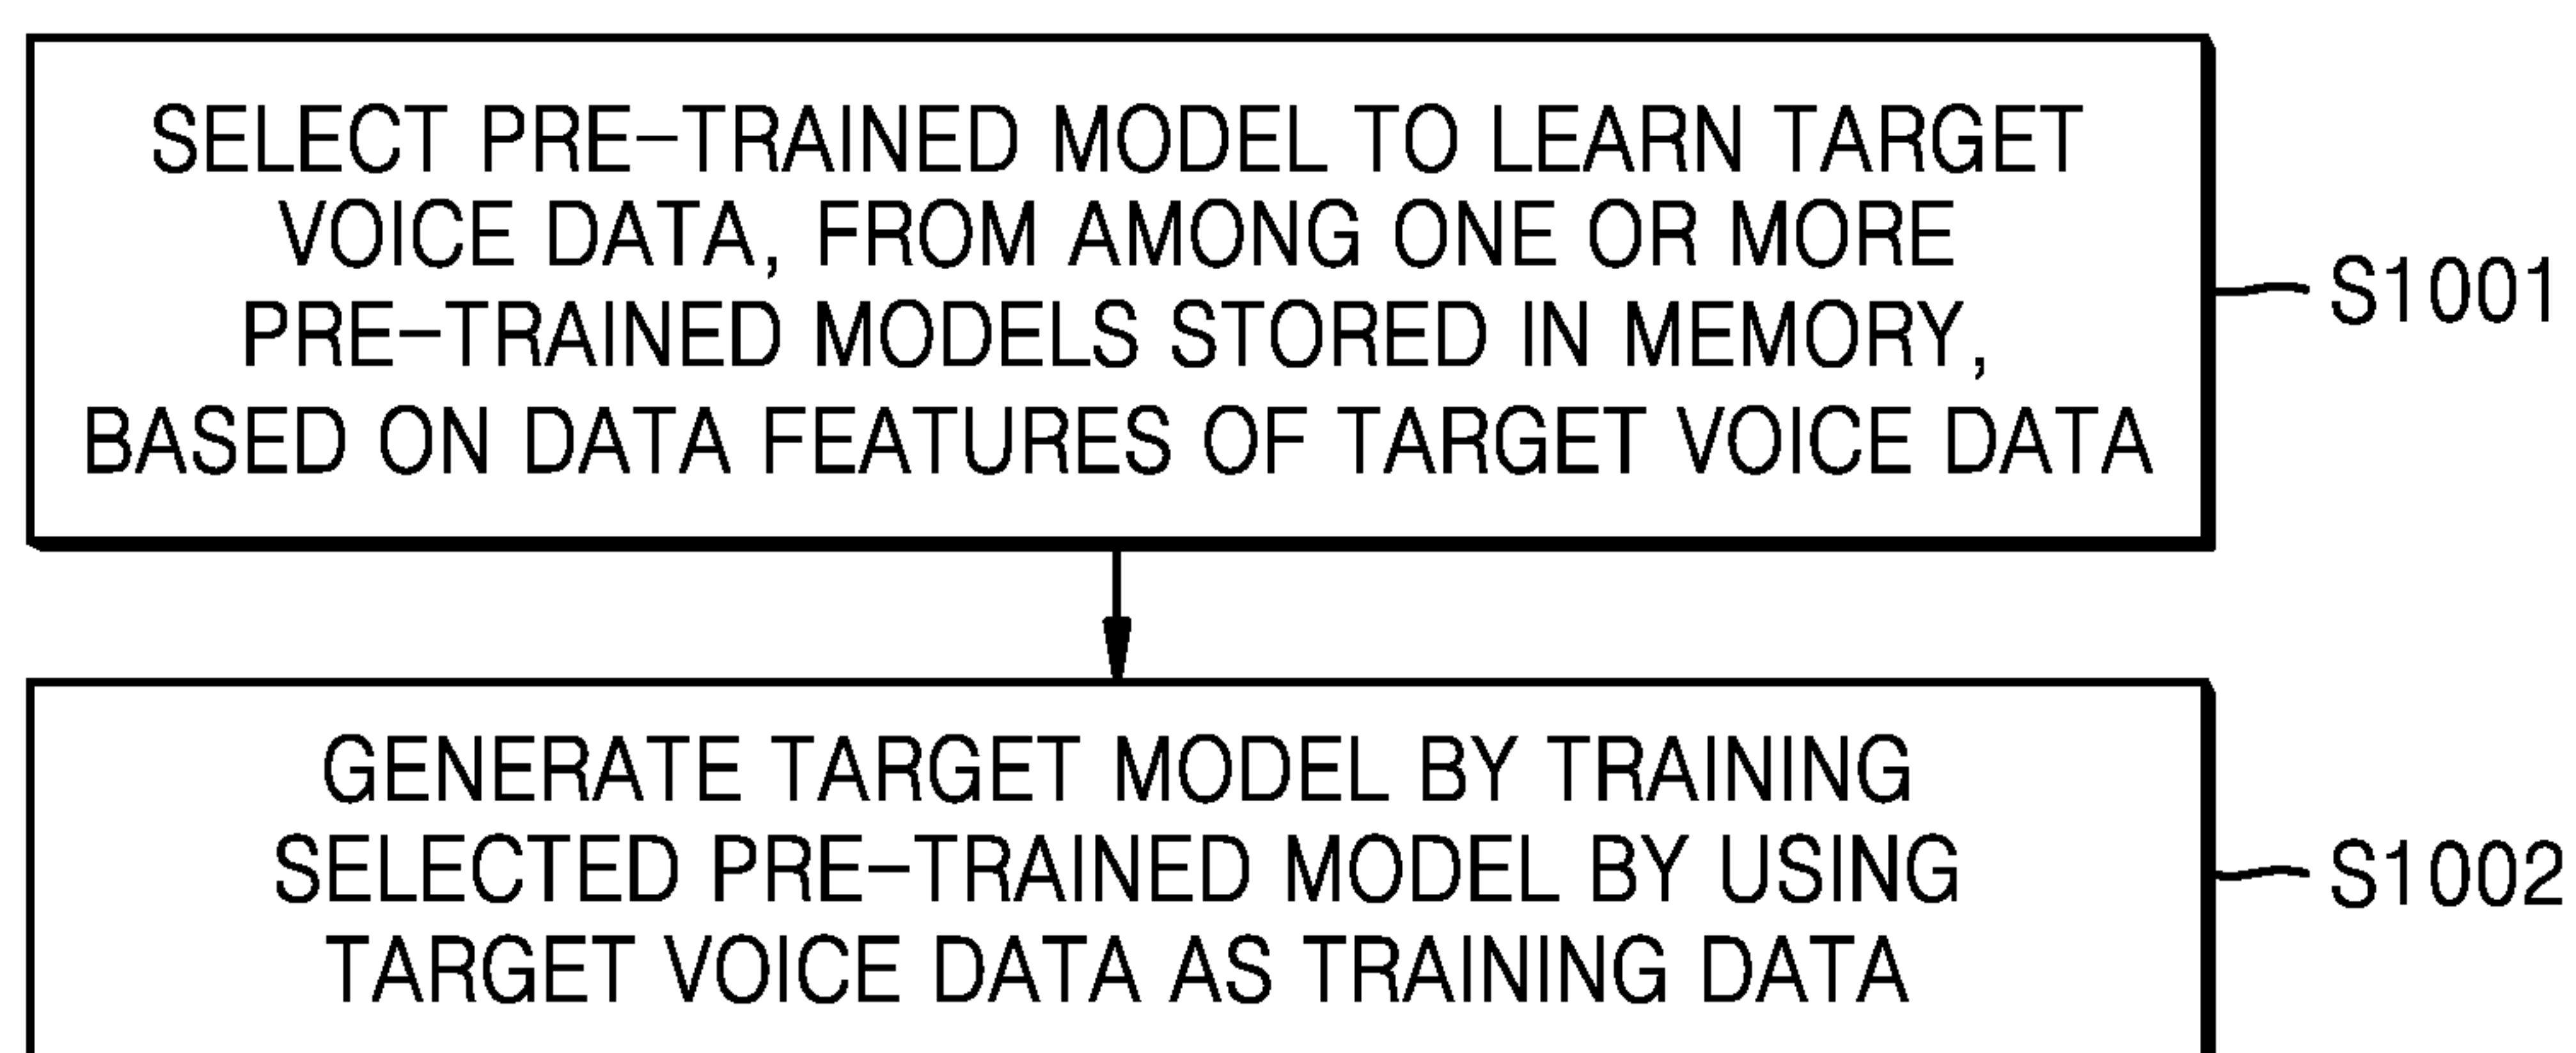 SELECT PRE-TRAINED MODEL TO LEARN TARGET
VOICE DATA, FROM AMONG ONE OR MORE
PRE-TRAINED MODELS STORED IN MEMORY,
BASED ON DATA FEATURES OF TARGET VOICE DATA
S1001
GENERATE TARGET MODEL BY TRAINING
SELECTED PRE-TRAINED MODEL BY USING
TARGET VOICE DATA AS TRAINING DATA
S1002